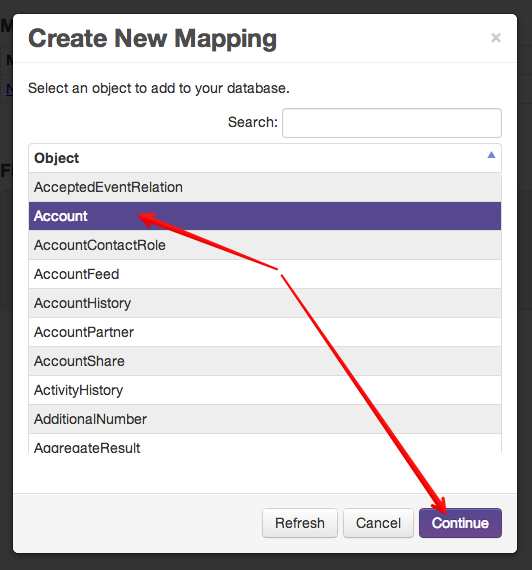 Create New Mapping
×
Select an object to add to your database.
Search:
Object
AcceptedEventRelation
Account
AccountContactRole
AccountFeed
AccountHistory
AccountPartner
AccountShare
ActivityHistory
AdditionalNumber
AggregateResult
Refresh Cancel Continue